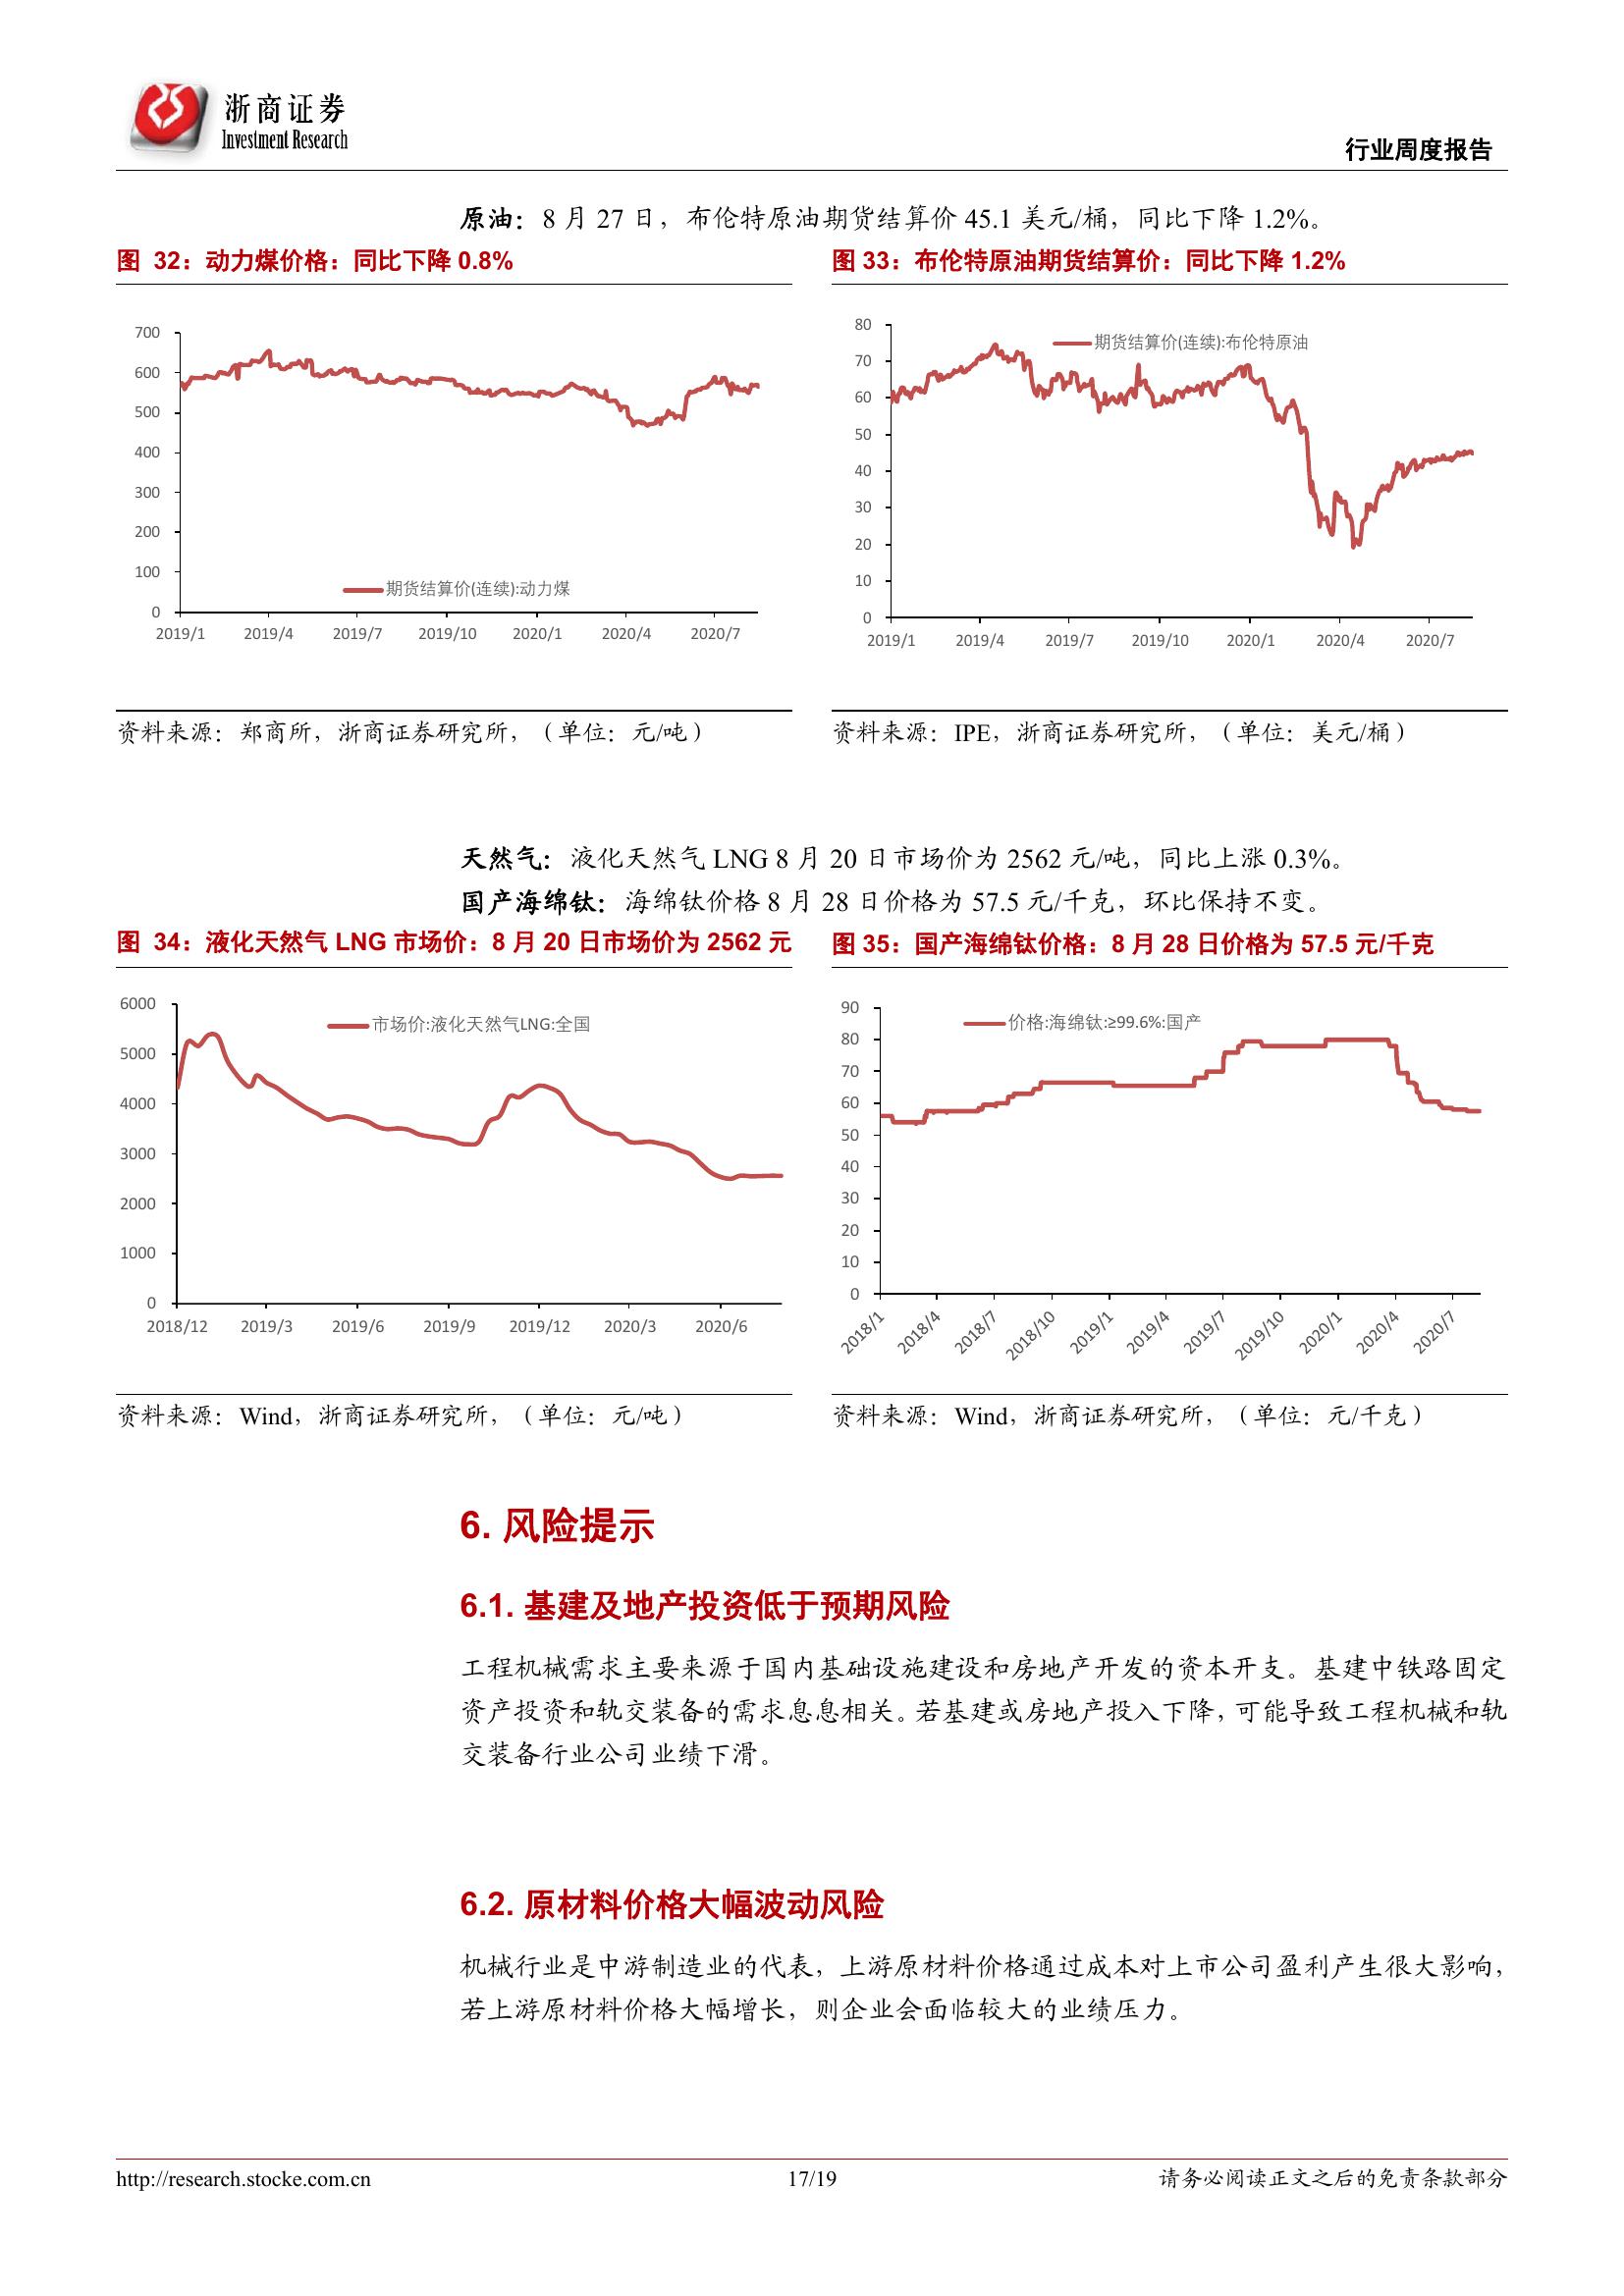 浙商证券
Investment Research
行业周度报告
原油：8 月 27 日，布伦特原油期货结算价 45.1 美元/桶，同比下降 1.2%。
图 32：动力煤价格：同比下降 0.8%
700
600
500
400
300
200
100
0
期货结算价(连续):动力煤
2019/1 2019/4 2019/7 2019/10 2020/1 2020/4 2020/7
资料来源：郑商所，浙商证券研究所，（单位：元/吨）
图 33：布伦特原油期货结算价：同比下降 1.2%
80
70
60
50
40
30
20
10
0
期货结算价(连续):布伦特原油
2019/1 2019/4 2019/7 2019/10 2020/1 2020/4 2020/7
资料来源：IPE，浙商证券研究所，（单位：美元/桶）
天然气：液化天然气 LNG 8 月 20 日市场价为 2562 元/吨，同比上涨 0.3%。
国产海绵钛：海绵钛价格 8 月 28 日价格为 57.5 元/千克，环比保持不变。
图 34：液化天然气 LNG 市场价：8 月 20 日市场价为 2562 元
6000
5000
4000
3000
2000
1000
0
市场价:液化天然气LNG:全国
2018/12 2019/3 2019/6 2019/9 2019/12 2020/3 2020/6
资料来源：Wind，浙商证券研究所，（单位：元/吨）
图 35：国产海绵钛价格：8 月 28 日价格为 57.5 元/千克
90
80
70
60
50
40
30
20
10
0
价格:海绵钛:≥99.6%:国产
2018/1 2018/4 2018/7 2018/10 2019/1 2019/4 2019/7 2019/10 2020/1 2020/4 2020/7
资料来源：Wind，浙商证券研究所，（单位：元/千克）
6. 风险提示
6.1. 基建及地产投资低于预期风险
工程机械需求主要来源于国内基础设施建设和房地产开发的资本开支。基建中铁路固定
资产投资和轨交装备的需求息息相关。若基建或房地产投入下降，可能导致工程机械和轨
交装备行业公司业绩下滑。
6.2. 原材料价格大幅波动风险
机械行业是中游制造业的代表，上游原材料价格通过成本对上市公司盈利产生很大影响，
若上游原材料价格大幅增长，则企业会面临较大的业绩压力。
http://research.stocke.com.cn
17/19
请务必阅读正文之后的免责条款部分